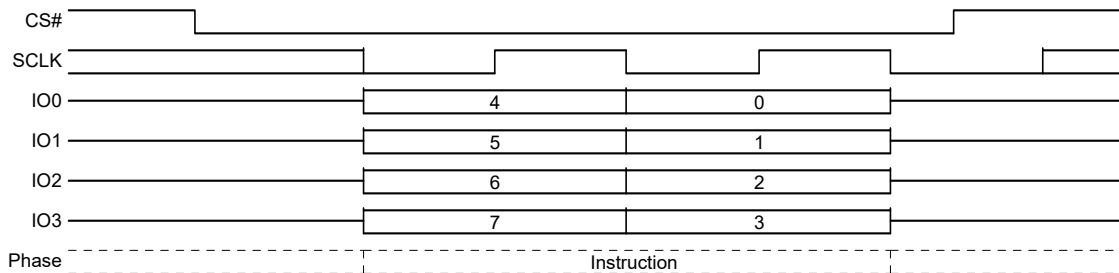 CS#
SCLK
IO0 4 0
IO1 5 1
IO2 6 2
IO3 7 3
Phase Instruction